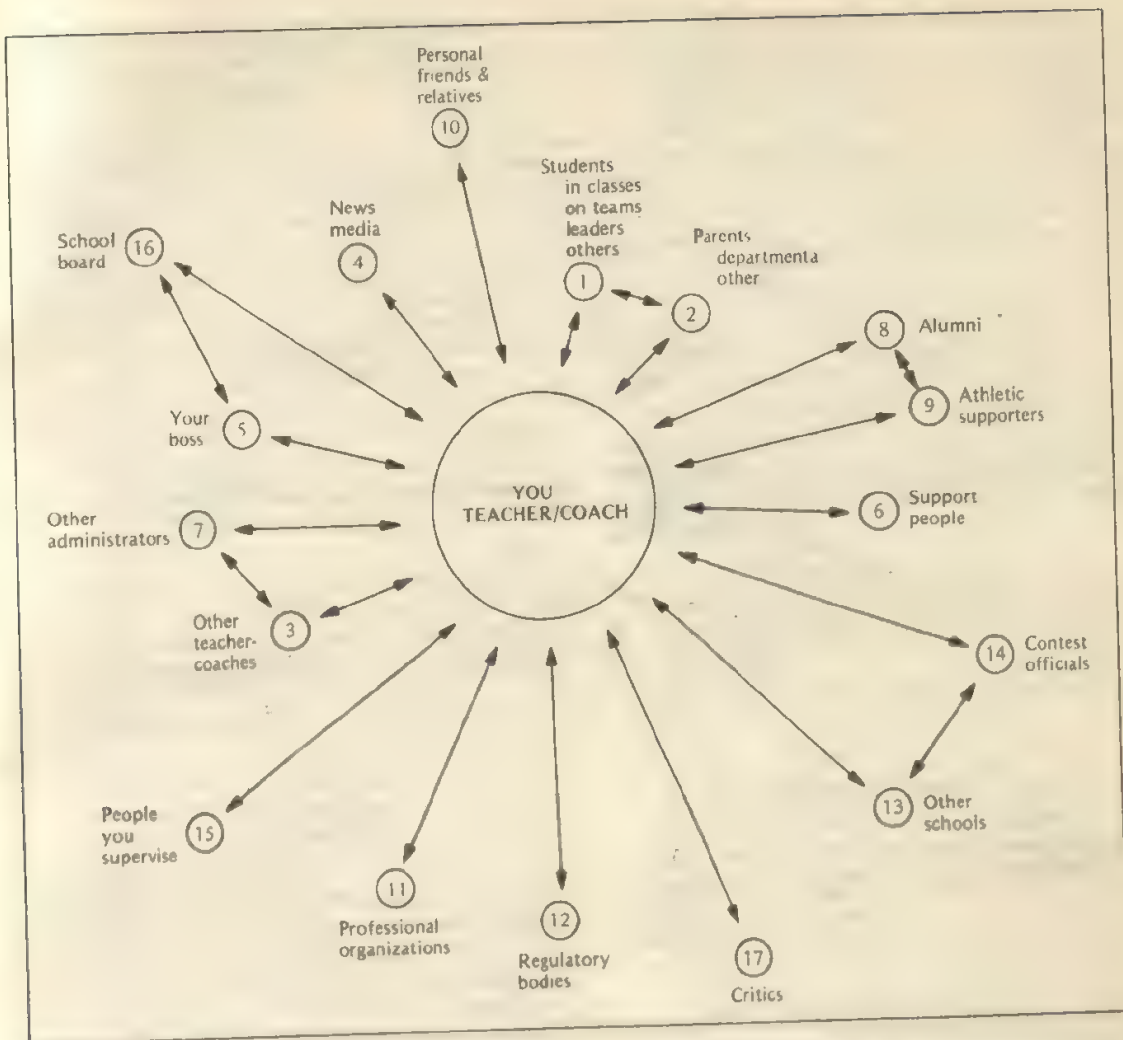 Personal
friends &
relatives
10
Students
in classes
on teams
leaders
others
1
News
media
4
Parents
departmenta
other
2
School
board
16
8
Alumni
9
Athletic
supporters
Your
boss
5
YOU
TEACHER/COACH
6
Support
people
Other
administrators
7
Other
teacher-
coaches
3
14
Contest
officials
13
Other
schools
People
you
supervise
15
11
Professional
organizations
12
Regulatory
bodies
17
Critics